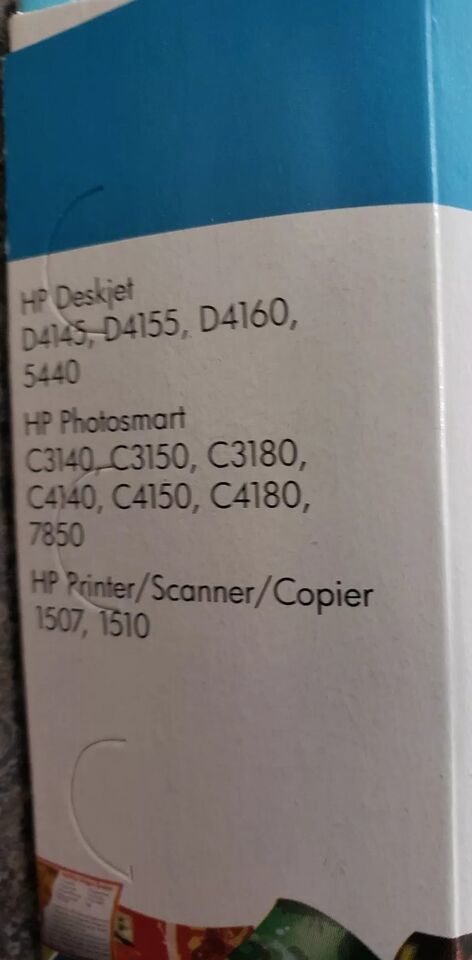 HP Deskjet
D4145, D4155, D4160,
5440
HP Photosmart
C3140, C3150, C3180,
C4140, C4150, C4180,
7850
HP Printer/Scanner/Copier
1507, 1510